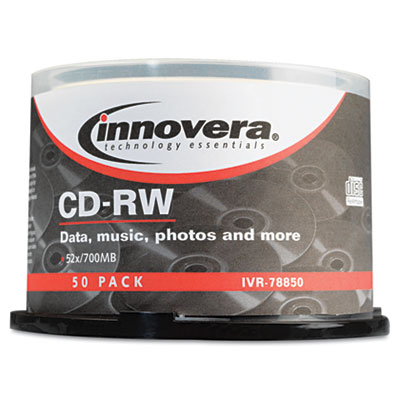 innovera®
technology essentials
CD-RW
Data, music, photos and more
52x/700MB
50 PACK
IVR-78850